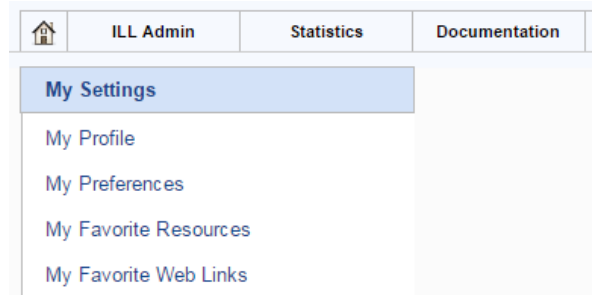 ILL Admin Statistics Documentation
My Settings
My Profile
My Preferences
My Favorite Resources
My Favorite Web Links